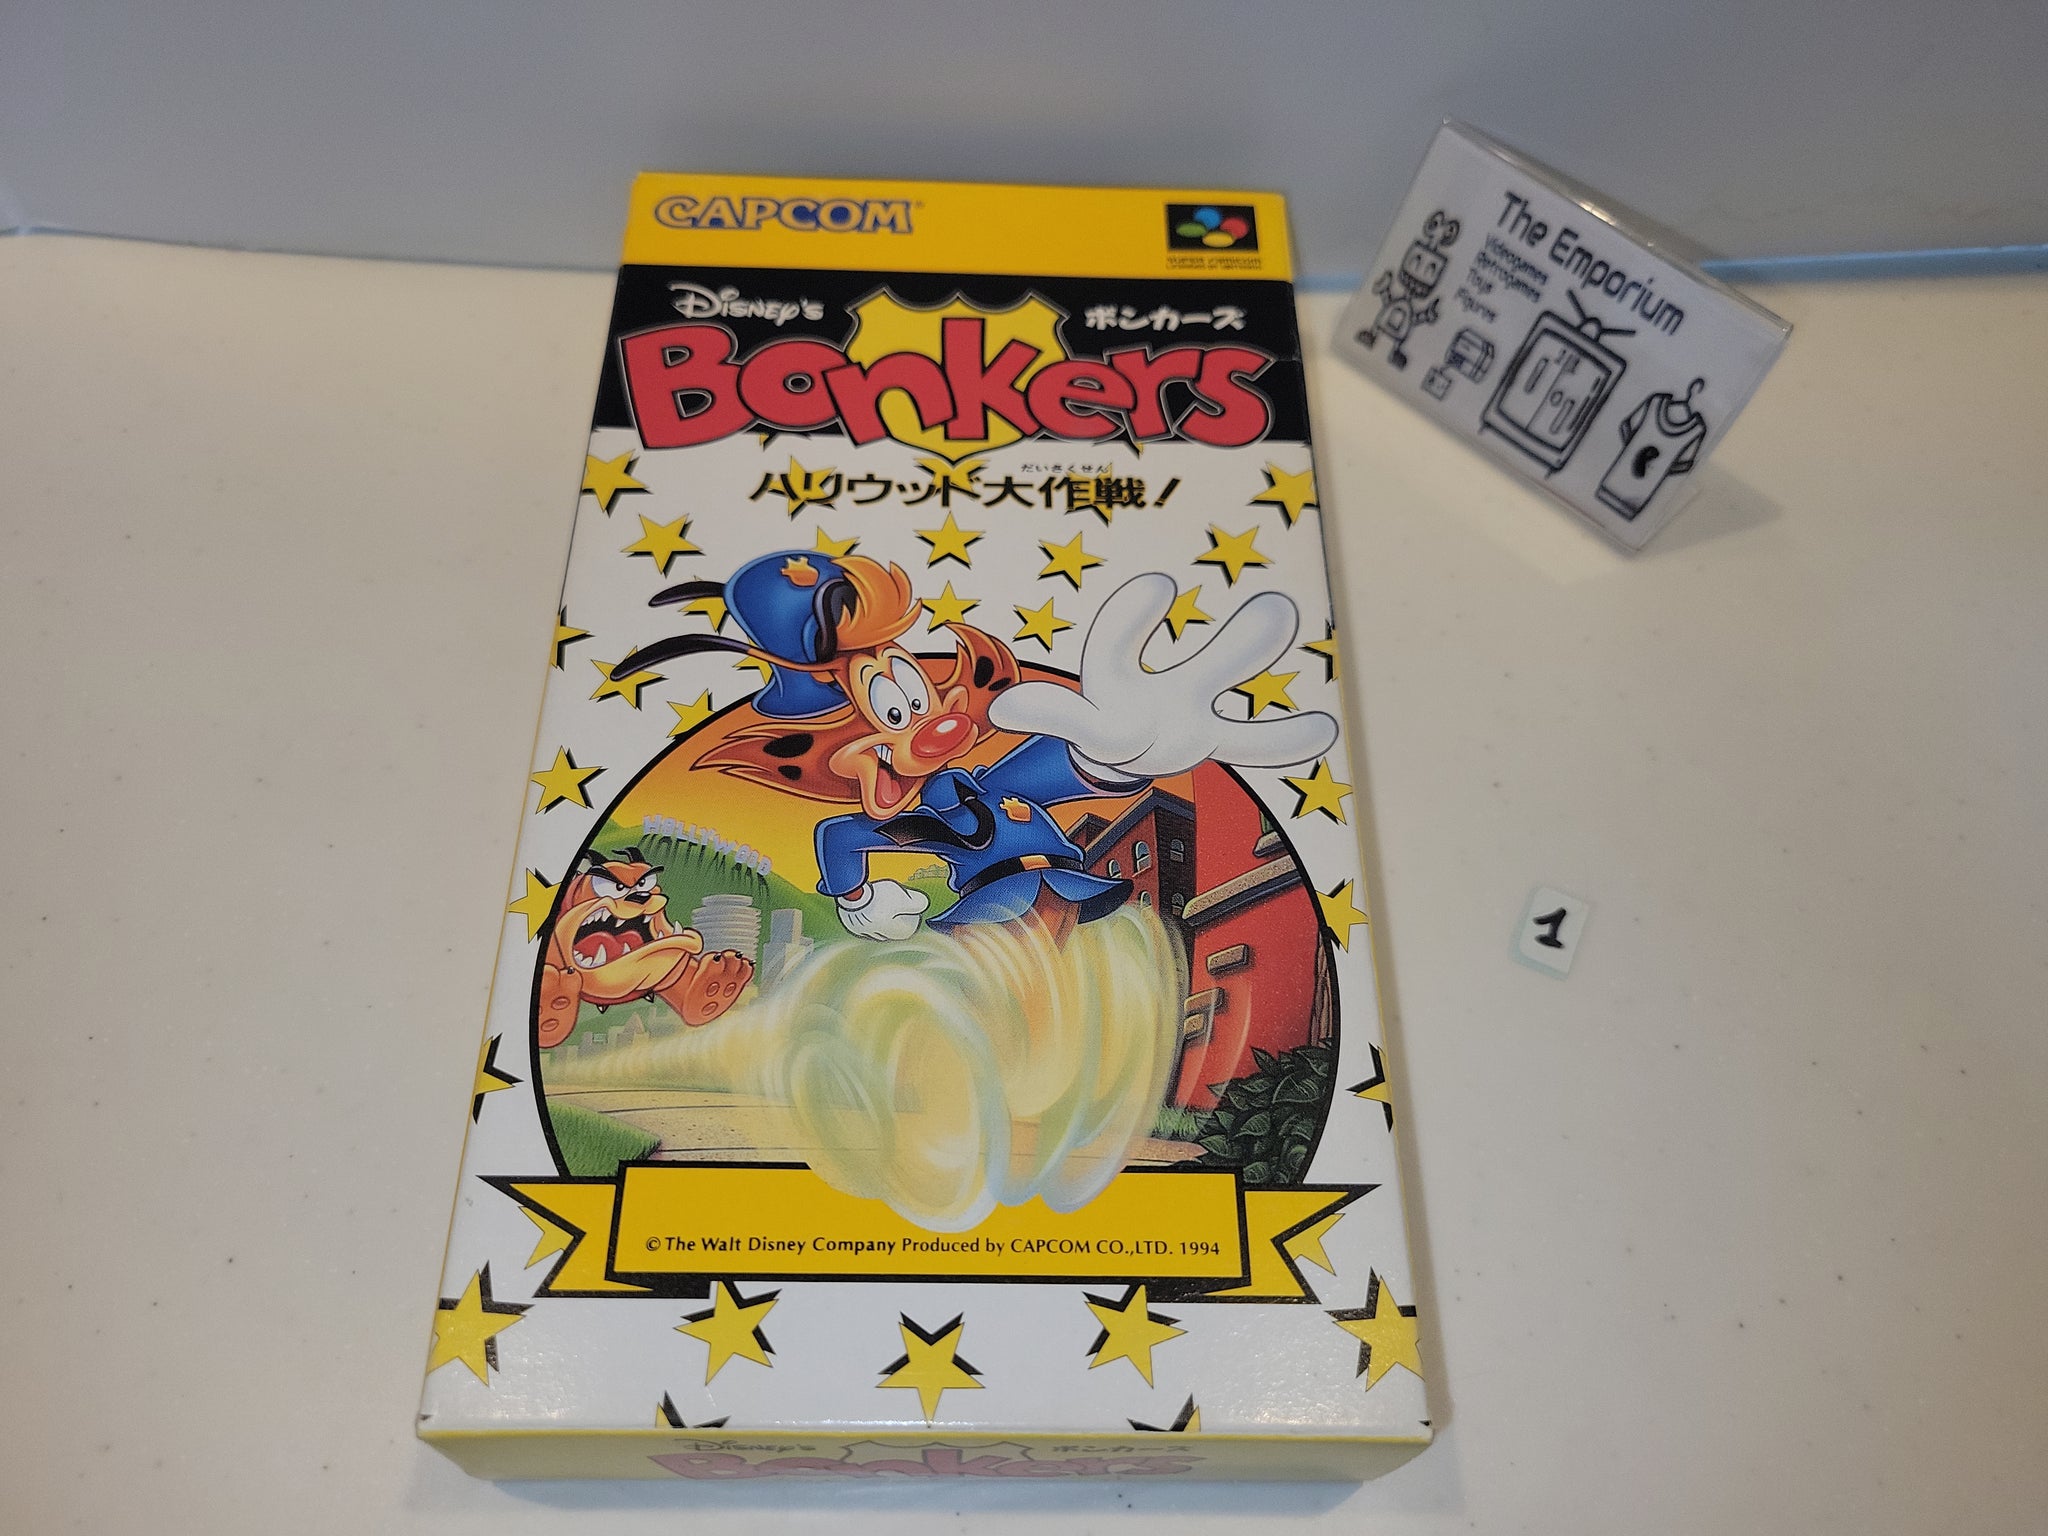 CAPCOM
Disney's
ボンカーズ
Bonkers
だいさくせん
ハリウッド大作戦!
HOLLYWOOD
© The Walt Disney Company Produced by CAPCOM CO.,LTD. 1994
Disney's
ボンカーズ
Bonkers
The Emporium
Videogames
Retrogames
Toys
Figures
1